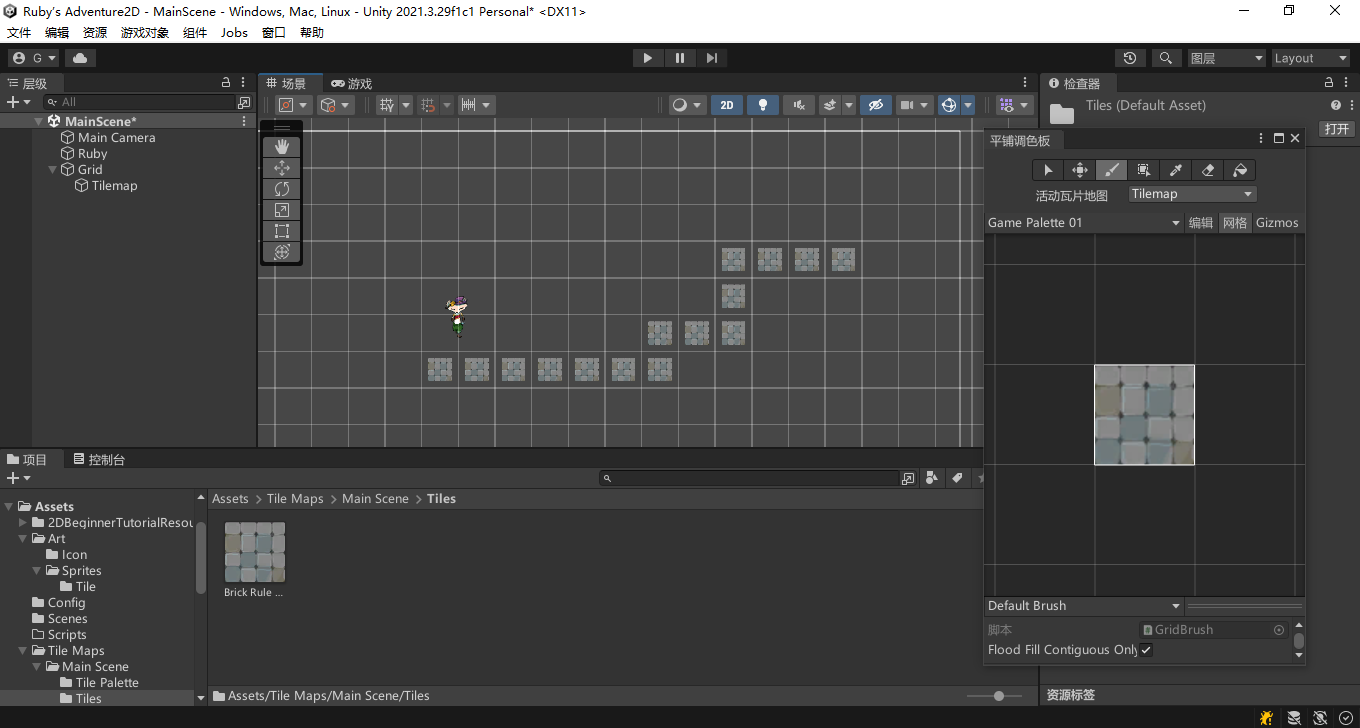 Ruby's Adventure2D - MainScene - Windows, Mac, Linux - Unity 2021.3.29f1c1 Personal* <DX11>
文件 编辑 资源 游戏对象 组件 Jobs 窗口 帮助
G 图层 Layout
层级
All
MainScene*
Main Camera
Ruby
Grid
Tilemap
场景 游戏
2D
检查器
Tiles (Default Asset)
打开
平铺调色板
活动瓦片地图 Tilemap
Game Palette 01 编辑 网格 Gizmos
Default Brush
脚本 GridBrush
Flood Fill Contiguous Only
资源标签
项目 控制台
Assets
2DBeginnerTutorialResou
Art
Icon
Sprites
Tile
Config
Scenes
Scripts
Tile Maps
Main Scene
Tile Palette
Tiles
Assets > Tile Maps > Main Scene > Tiles
Brick Rule ...
Assets/Tile Maps/Main Scene/Tiles